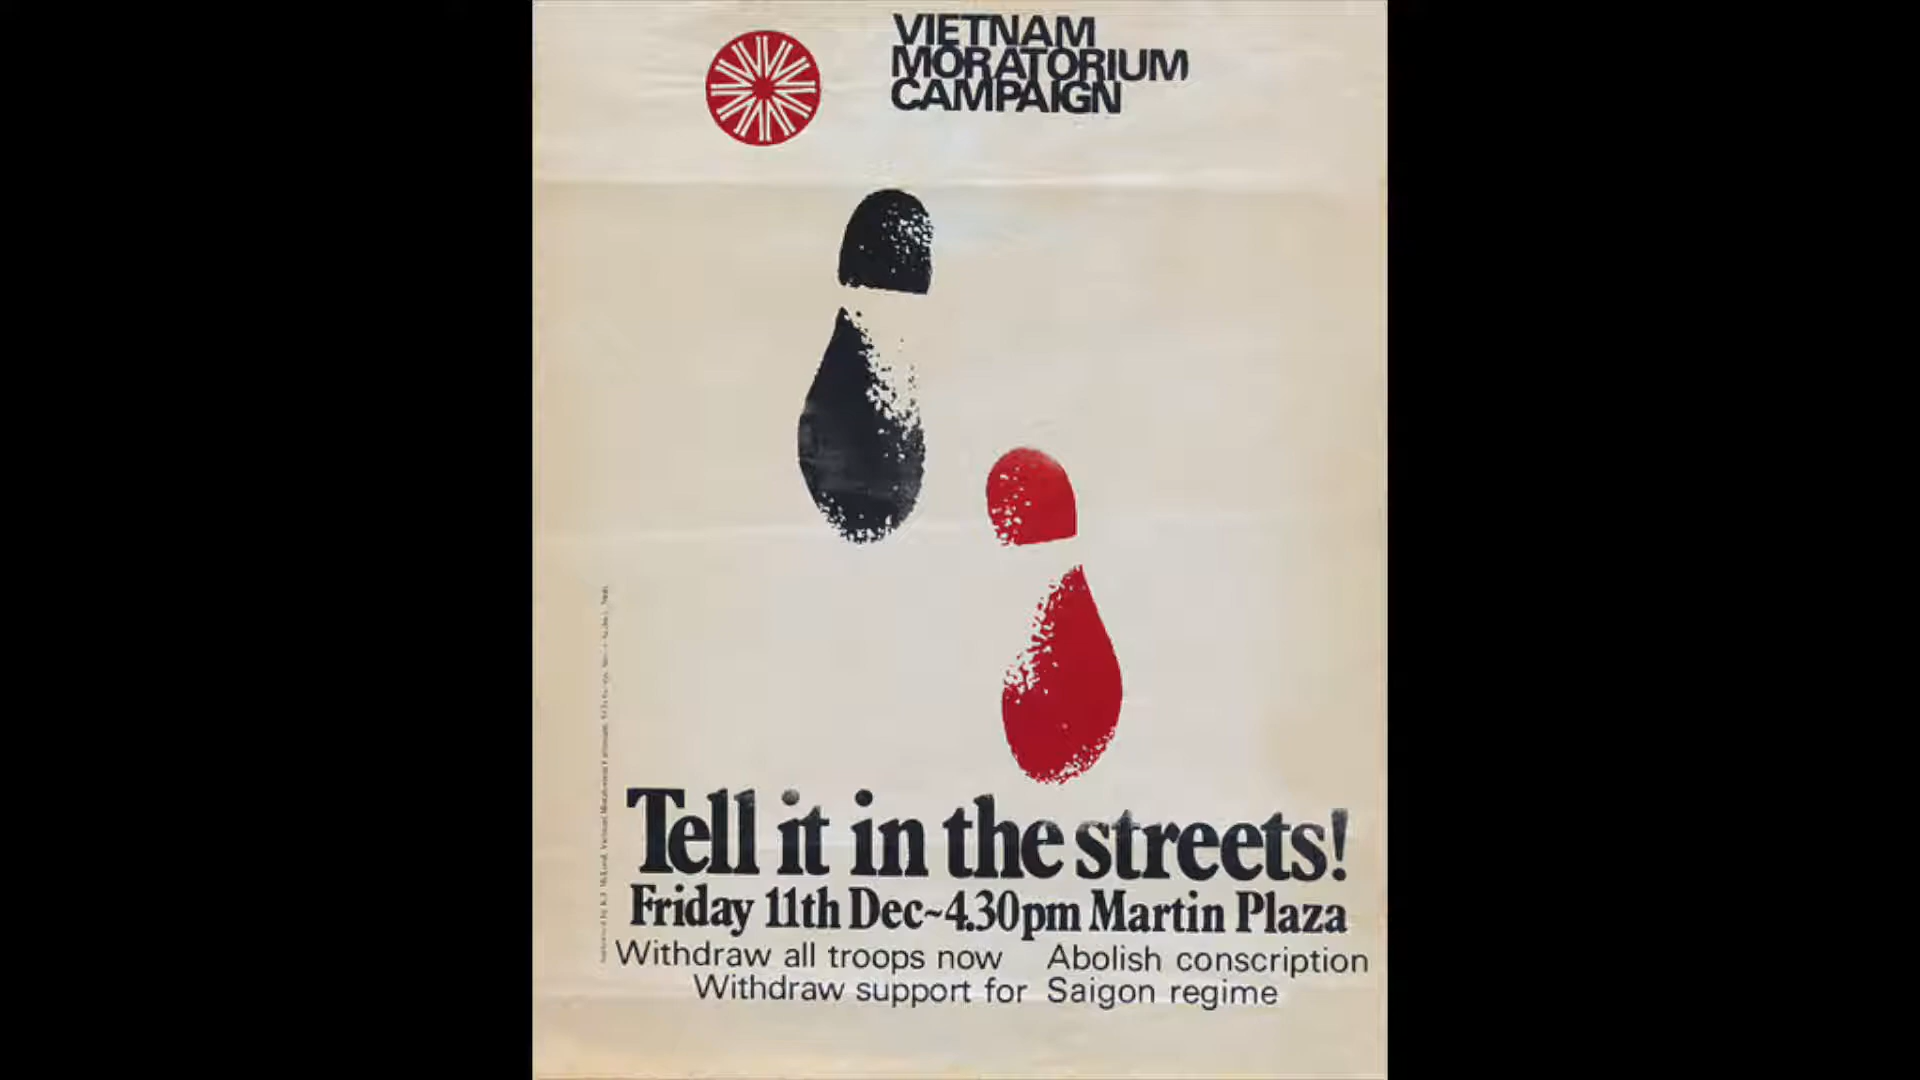 VIETNAM
MORATORIUM
CAMPAIGN
Tell it in the streets!
Friday 11th Dec~4.30pm Martin Plaza
Withdraw all troops now Abolish conscription
Withdraw support for Saigon regime